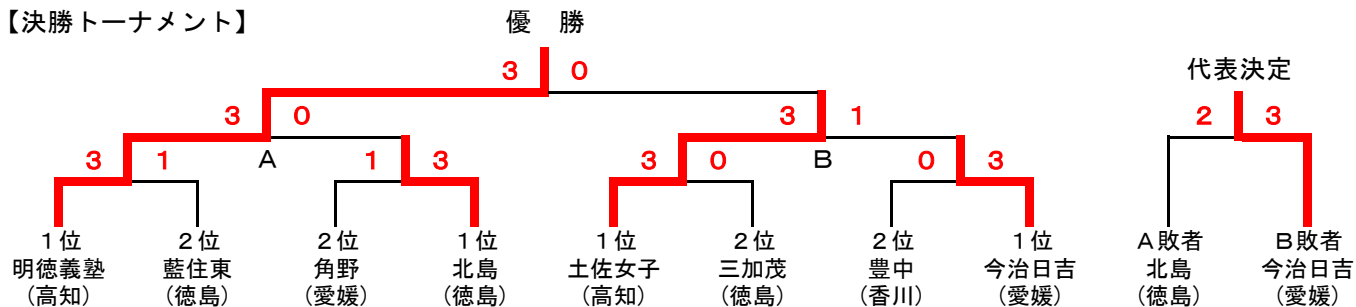 【決勝トーナメント】
優 勝
代表決定
3 0
3 0
3 1
2 3
3 1
A
1 3
3 0
B
0 3
1位 2位 2位 1位 1位 2位 2位 1位 A敗者 B敗者
明徳義塾 藍住東 角野 北島 土佐女子 三加茂 豊中 今治日吉 北島 今治日吉
(高知) (徳島) (愛媛) (徳島) (高知) (徳島) (香川) (愛媛) (徳島) (愛媛)